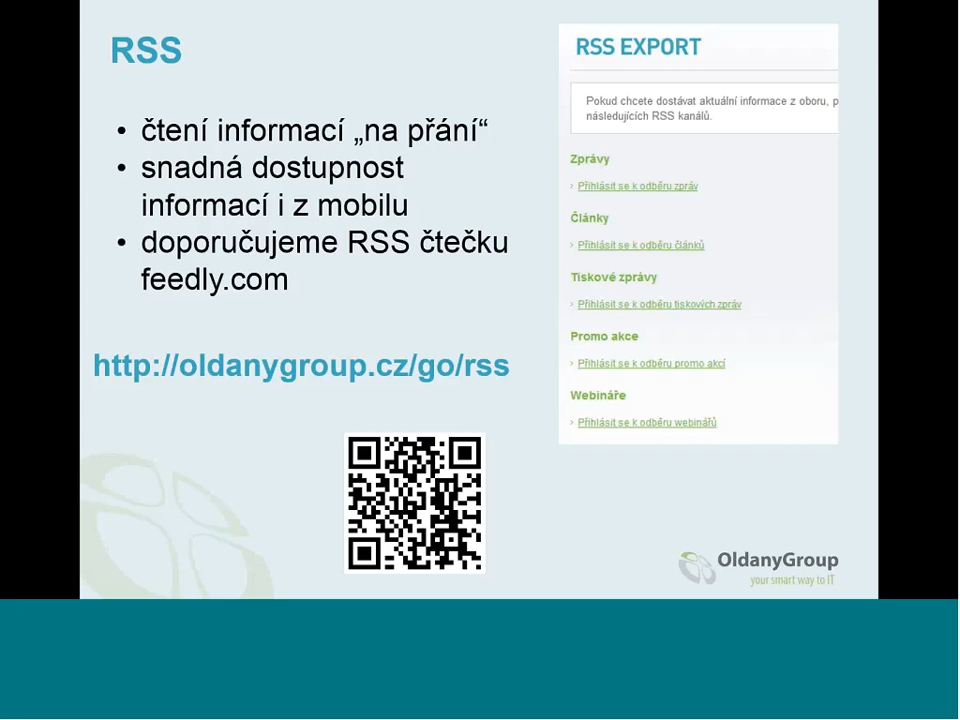 RSS
• čtení informací „na přání“
• snadná dostupnost
informací i z mobilu
• doporučujeme RSS čtečku
feedly.com
http://oldanygroup.cz/go/rss
RSS EXPORT
Pokud chcete dostávat aktuální informace z oboru, p
následujících RSS kanálů.
Zprávy
› Přihlásit se k odběru zpráv
Články
› Přihlásit se k odběru článků
Tiskové zprávy
› Přihlásit se k odběru tiskových zpráv
Promo akce
› Přihlásit se k odběru promo akcí
Webináře
› Přihlásit se k odběru webinářů
OldanyGroup
your smart way to IT